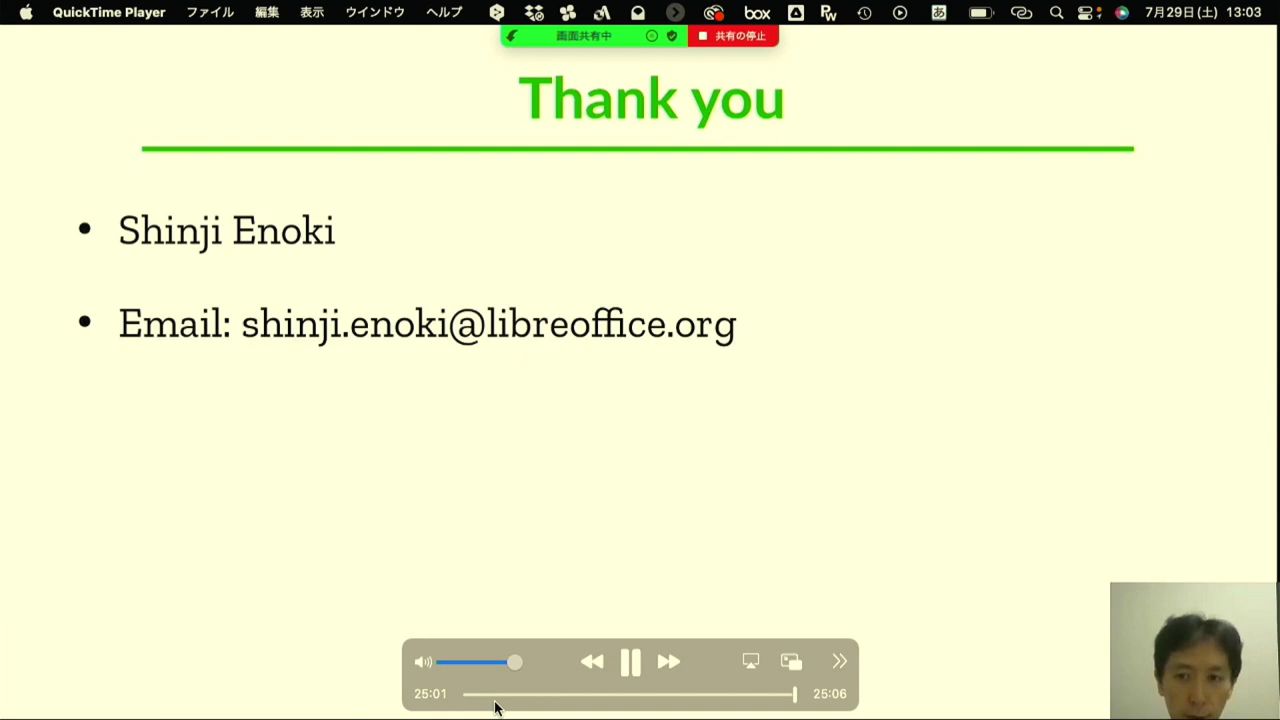 QuickTime Player ファイル 編集 表示 ウインドウ ヘルプ box あ 7月29日(土) 13:03
画面共有中 共有の停止
Thank you
• Shinji Enoki
• Email: shinji.enoki@libreoffice.org
25:01 25:06